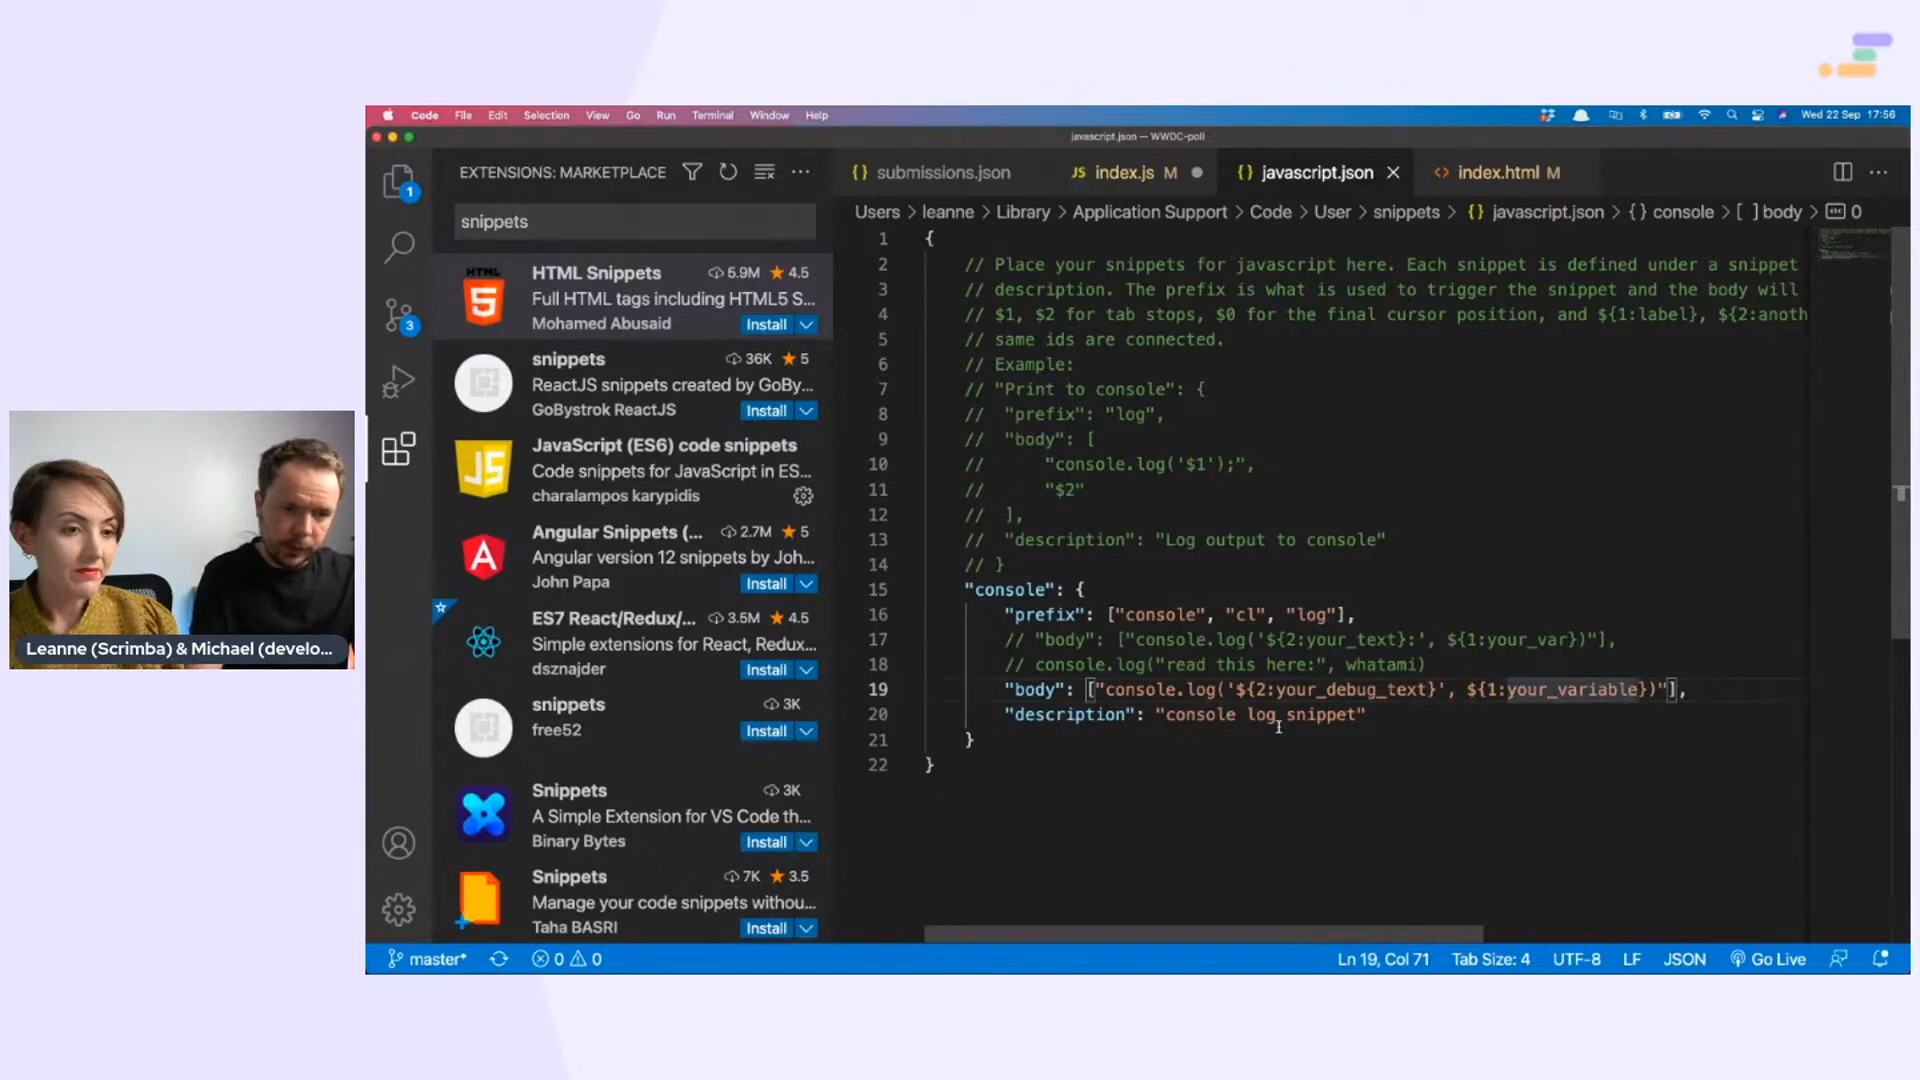 Code File Edit Selection View Go Run Terminal Window Help
Wed 22 Sep 17:56
javascript.json — WWDC-poll
EXTENSIONS: MARKETPLACE
submissions.json
JS index.js M
{} javascript.json
<> index.html M
snippets
Users > leanne > Library > Application Support > Code > User > snippets > {} javascript.json > {} console > [ ] body > abc 0
1
3
HTML Snippets 5.9M 4.5
Full HTML tags including HTML5 S...
Mohamed Abusaid Install
snippets 36K 5
ReactJS snippets created by GoBy...
GoBystrok ReactJS Install
JavaScript (ES6) code snippets
Code snippets for JavaScript in ES...
charalampos karypidis
Angular Snippets (... 2.7M 5
Angular version 12 snippets by Joh...
John Papa Install
ES7 React/Redux/... 3.5M 4.5
Simple extensions for React, Redux...
dsznajder Install
snippets 3K
free52 Install
Snippets 3K
A Simple Extension for VS Code th...
Binary Bytes Install
Snippets 7K 3.5
Manage your code snippets withou...
Taha BASRI Install
1 {
2 // Place your snippets for javascript here. Each snippet is defined under a snippet
3 // description. The prefix is what is used to trigger the snippet and the body will
4 // $1, $2 for tab stops, $0 for the final cursor position, and ${1:label}, ${2:anoth
5 // same ids are connected.
6 // Example:
7 // "Print to console": {
8 // "prefix": "log",
9 // "body": [
10 // "console.log('$1');",
11 // "$2"
12 // ],
13 // "description": "Log output to console"
14 // }
15 "console": {
16 "prefix": ["console", "cl", "log"],
17 // "body": ["console.log('${2:your_text}:', ${1:your_var})"],
18 // console.log("read this here:", whatami)
19 "body": ["console.log('${2:your_debug_text}', ${1:your_variable})"],
20 "description": "console log snippet"
21 }
22 }
Leanne (Scrimba) & Michael (develo...
master* 0 0
Ln 19, Col 71 Tab Size: 4 UTF-8 LF JSON Go Live